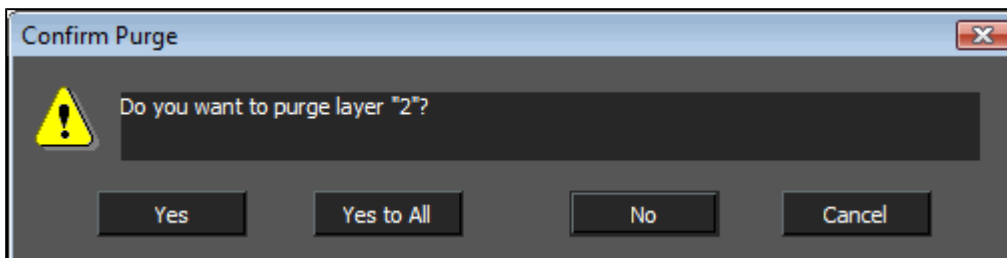 Confirm Purge
Do you want to purge layer "2"?
Yes Yes to All No Cancel